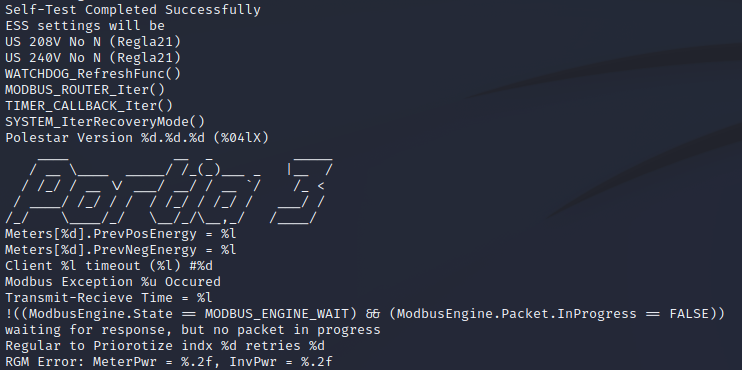 Self-Test Completed Successfully
ESS settings will be
US 208V No N (Regla21)
US 240V No N (Regla21)
WATCHDOG_RefreshFunc()
MODBUS_ROUTER_Iter()
TIMER_CALLBACK_Iter()
SYSTEM_IterRecoveryMode()
Polestar Version %d.%d.%d (%04lX)
Portia 3
Meters[%d].PrevPosEnergy = %l
Meters[%d].PrevNegEnergy = %l
Client %l timeout (%l) #%d
Modbus Exception %u Occured
Transmit-Recieve Time = %l
!((ModbusEngine.State == MODBUS_ENGINE_WAIT) && (ModbusEngine.Packet.InProgress == FALSE))
waiting for response, but no packet in progress
Regular to Priorotize indx %d retries %d
RGM Error: MeterPwr = %.2f, InvPwr = %.2f